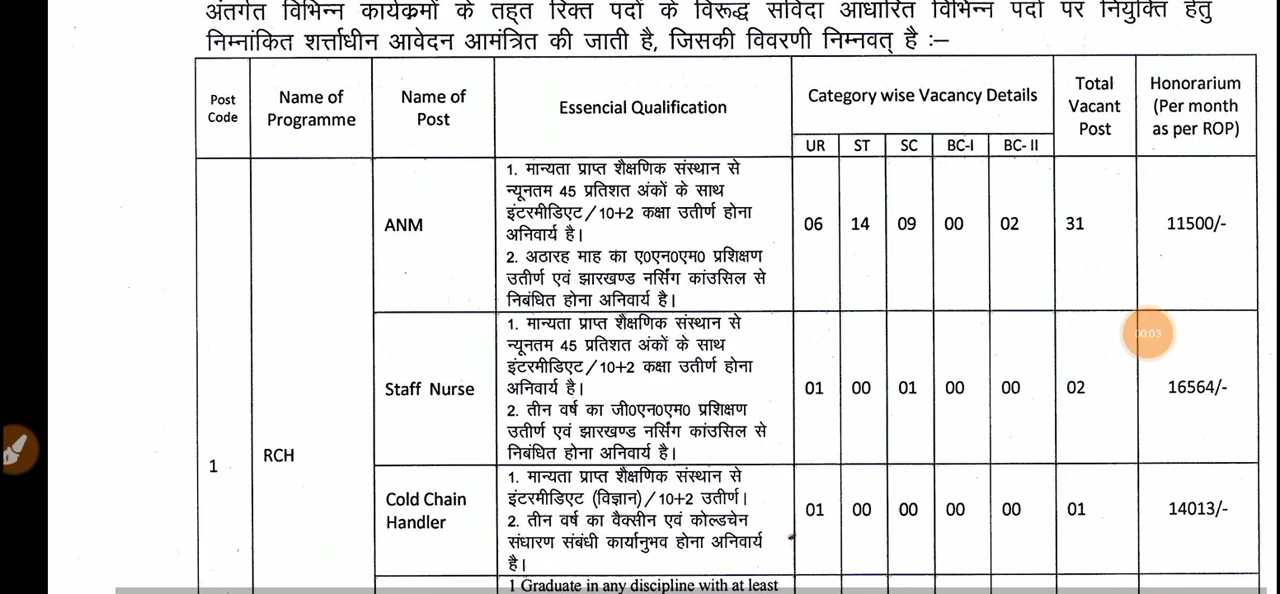 अंतर्गत विभिन्न कार्यक्रमों के तहत रिक्त पदों के विरूद्ध संविदा आधारित विभिन्न पदों पर नियुक्ति हेतु
निम्नांकित शर्त्ताधीन आवेदन आमंत्रित की जाती है, जिसकी विवरणी निम्नवत् है :–
Post Code
Name of Programme
Name of Post
Essencial Qualification
Category wise Vacancy Details
Total Vacant Post
Honorarium (Per month as per ROP)
UR ST SC BC-I BC- II
1
RCH
ANM
1. मान्यता प्राप्त शैक्षणिक संस्थान से
न्यूनतम 45 प्रतिशत अंकों के साथ
इंटरमीडिएट/10+2 कक्षा उतीर्ण होना
अनिवार्य है।
2. अठारह माह का ए०एन०एम० प्रशिक्षण
उतीर्ण एवं झारखण्ड नर्सिंग कांउसिल से
निबंधित होना अनिवार्य है।
06 14 09 00 02 31 11500/-
Staff Nurse
1. मान्यता प्राप्त शैक्षणिक संस्थान से
न्यूनतम 45 प्रतिशत अंकों के साथ
इंटरमीडिएट/10+2 कक्षा उतीर्ण होना
अनिवार्य है।
2. तीन वर्ष का जी०एन०एम० प्रशिक्षण
उतीर्ण एवं झारखण्ड नर्सिंग कांउसिल से
निबंधित होना अनिवार्य है।
01 00 01 00 00 02 16564/-
00:03
Cold Chain
Handler
1. मान्यता प्राप्त शैक्षणिक संस्थान से
इंटरमीडिएट (विज्ञान)/10+2 उतीर्ण।
2. तीन वर्ष का वैक्सीन एवं कोल्डचेन
संधारण संबंधी कार्यानुभव होना अनिवार्य
है।
01 00 00 00 00 01 14013/-
1 Graduate in any discipline with at least